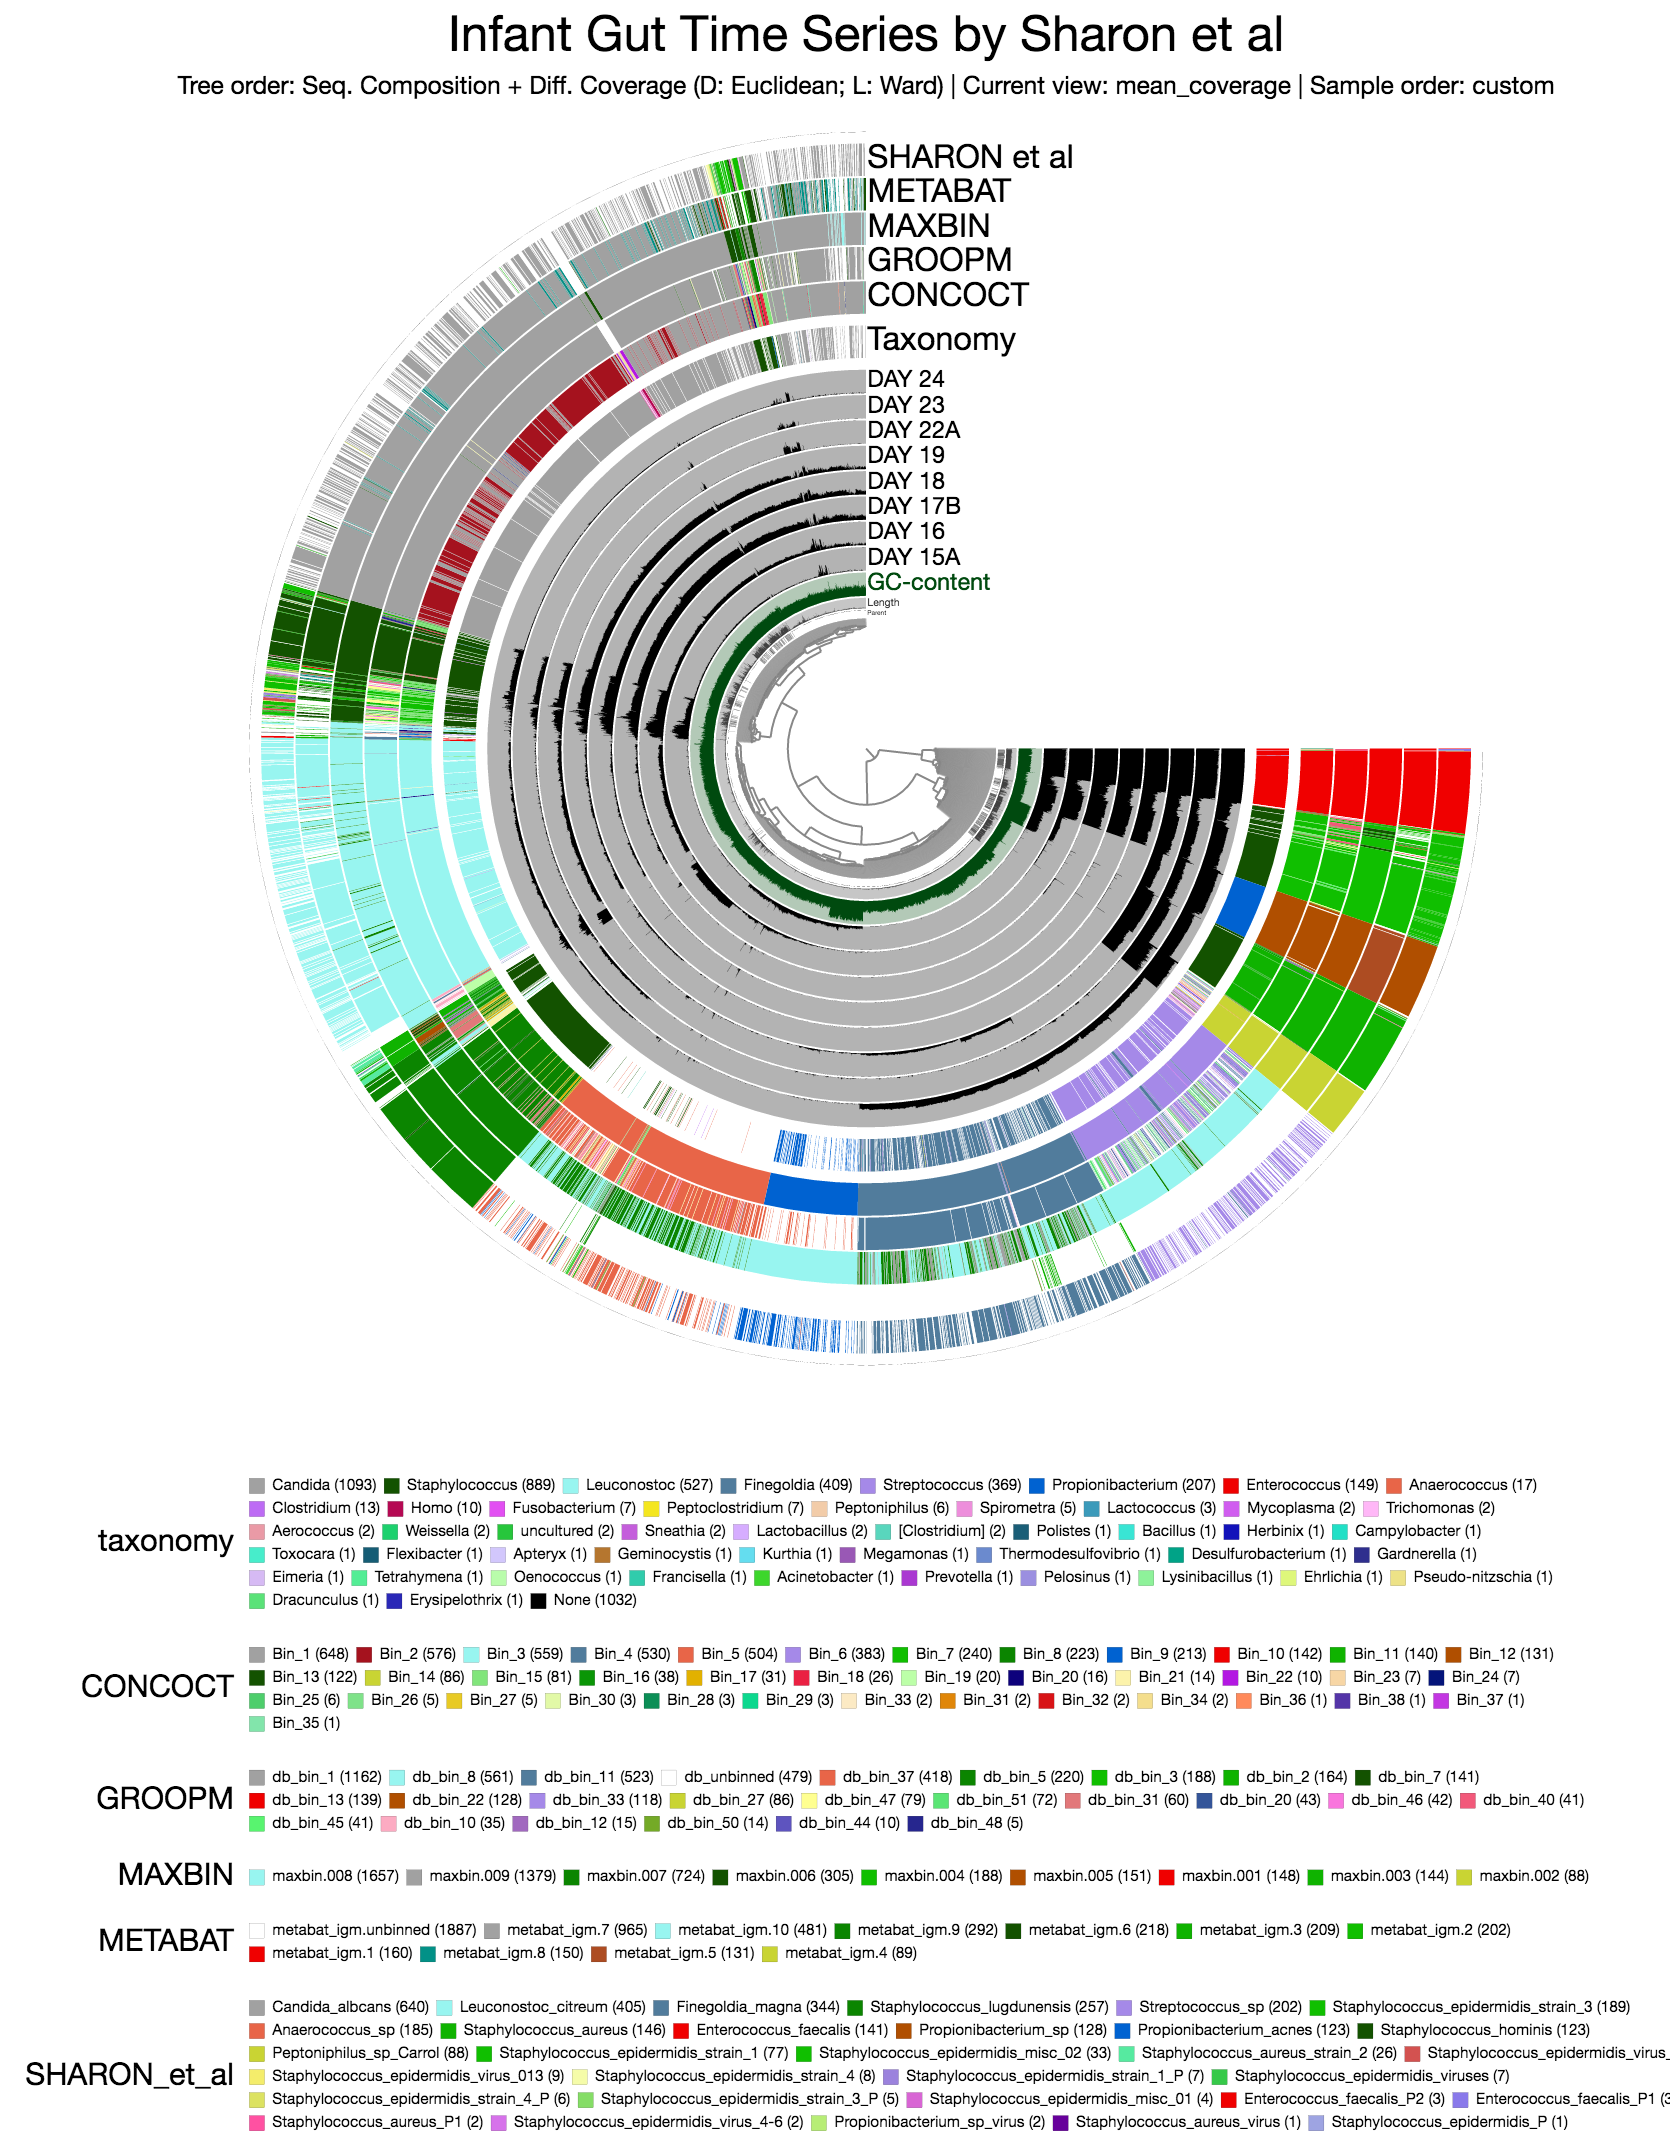 Infant Gut Time Series by Sharon et al
Tree order: Seq. Composition + Diff. Coverage (D: Euclidean; L: Ward) | Current view: mean_coverage | Sample order: custom
SHARON et al
METABAT
MAXBIN
GROOPM
CONCOCT
Taxonomy
DAY 24
DAY 23
DAY 22A
DAY 19
DAY 18
DAY 17B
DAY 16
DAY 15A
GC-content
Length
Parent
taxonomy
Candida (1093) Staphylococcus (889) Leuconostoc (527) Finegoldia (409) Streptococcus (369) Propionibacterium (207) Enterococcus (149) Anaerococcus (17)
Clostridium (13) Homo (10) Fusobacterium (7) Peptoclostridium (7) Peptoniphilus (6) Spirometra (5) Lactococcus (3) Mycoplasma (2) Trichomonas (2)
Aerococcus (2) Weissella (2) uncultured (2) Sneathia (2) Lactobacillus (2) [Clostridium] (2) Polistes (1) Bacillus (1) Herbinix (1) Campylobacter (1)
Toxocara (1) Flexibacter (1) Apteryx (1) Geminocystis (1) Kurthia (1) Megamonas (1) Thermodesulfovibrio (1) Desulfurobacterium (1) Gardnerella (1)
Eimeria (1) Tetrahymena (1) Oenococcus (1) Francisella (1) Acinetobacter (1) Prevotella (1) Pelosinus (1) Lysinibacillus (1) Ehrlichia (1) Pseudo-nitzschia (1)
Dracunculus (1) Erysipelothrix (1) None (1032)
CONCOCT
Bin_1 (648) Bin_2 (576) Bin_3 (559) Bin_4 (530) Bin_5 (504) Bin_6 (383) Bin_7 (240) Bin_8 (223) Bin_9 (213) Bin_10 (142) Bin_11 (140) Bin_12 (131)
Bin_13 (122) Bin_14 (86) Bin_15 (81) Bin_16 (38) Bin_17 (31) Bin_18 (26) Bin_19 (20) Bin_20 (16) Bin_21 (14) Bin_22 (10) Bin_23 (7) Bin_24 (7)
Bin_25 (6) Bin_26 (5) Bin_27 (5) Bin_30 (3) Bin_28 (3) Bin_29 (3) Bin_33 (2) Bin_31 (2) Bin_32 (2) Bin_34 (2) Bin_36 (1) Bin_38 (1) Bin_37 (1)
Bin_35 (1)
GROOPM
db_bin_1 (1162) db_bin_8 (561) db_bin_11 (523) db_unbinned (479) db_bin_37 (418) db_bin_5 (220) db_bin_3 (188) db_bin_2 (164) db_bin_7 (141)
db_bin_13 (139) db_bin_22 (128) db_bin_33 (118) db_bin_27 (86) db_bin_47 (79) db_bin_51 (72) db_bin_31 (60) db_bin_20 (43) db_bin_46 (42) db_bin_40 (41)
db_bin_45 (41) db_bin_10 (35) db_bin_12 (15) db_bin_50 (14) db_bin_44 (10) db_bin_48 (5)
MAXBIN
maxbin.008 (1657) maxbin.009 (1379) maxbin.007 (724) maxbin.006 (305) maxbin.004 (188) maxbin.005 (151) maxbin.001 (148) maxbin.003 (144) maxbin.002 (88)
METABAT
metabat_igm.unbinned (1887) metabat_igm.7 (965) metabat_igm.10 (481) metabat_igm.9 (292) metabat_igm.6 (218) metabat_igm.3 (209) metabat_igm.2 (202)
metabat_igm.1 (160) metabat_igm.8 (150) metabat_igm.5 (131) metabat_igm.4 (89)
SHARON_et_al
Candida_albcans (640) Leuconostoc_citreum (405) Finegoldia_magna (344) Staphylococcus_lugdunensis (257) Streptococcus_sp (202) Staphylococcus_epidermidis_strain_3 (189)
Anaerococcus_sp (185) Staphylococcus_aureus (146) Enterococcus_faecalis (141) Propionibacterium_sp (128) Propionibacterium_acnes (123) Staphylococcus_hominis (123)
Peptoniphilus_sp_Carrol (88) Staphylococcus_epidermidis_strain_1 (77) Staphylococcus_epidermidis_misc_02 (33) Staphylococcus_aureus_strain_2 (26) Staphylococcus_epidermidis_virus_
Staphylococcus_epidermidis_virus_013 (9) Staphylococcus_epidermidis_strain_4 (8) Staphylococcus_epidermidis_strain_1_P (7) Staphylococcus_epidermidis_viruses (7)
Staphylococcus_epidermidis_strain_4_P (6) Staphylococcus_epidermidis_strain_3_P (5) Staphylococcus_epidermidis_misc_01 (4) Enterococcus_faecalis_P2 (3) Enterococcus_faecalis_P1 (3
Staphylococcus_aureus_P1 (2) Staphylococcus_epidermidis_virus_4-6 (2) Propionibacterium_sp_virus (2) Staphylococcus_aureus_virus (1) Staphylococcus_epidermidis_P (1)